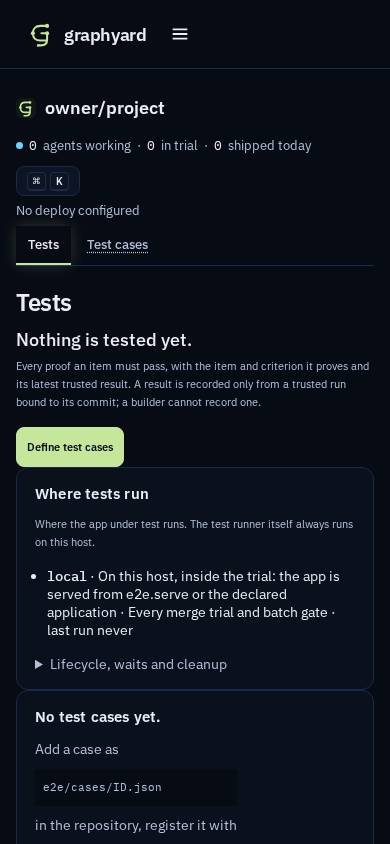 graphyard
owner/project
0 agents working · 0 in trial · 0 shipped today
⌘ K
No deploy configured
Tests Test cases
Tests
Nothing is tested yet.
Every proof an item must pass, with the item and criterion it proves and
its latest trusted result. A result is recorded only from a trusted run
bound to its commit; a builder cannot record one.
Define test cases
Where tests run
Where the app under test runs. The test runner itself always runs
on this host.
local · On this host, inside the trial: the app is
served from e2e.serve or the declared
application · Every merge trial and batch gate ·
last run never
Lifecycle, waits and cleanup
No test cases yet.
Add a case as
e2e/cases/ID.json
in the repository, register it with